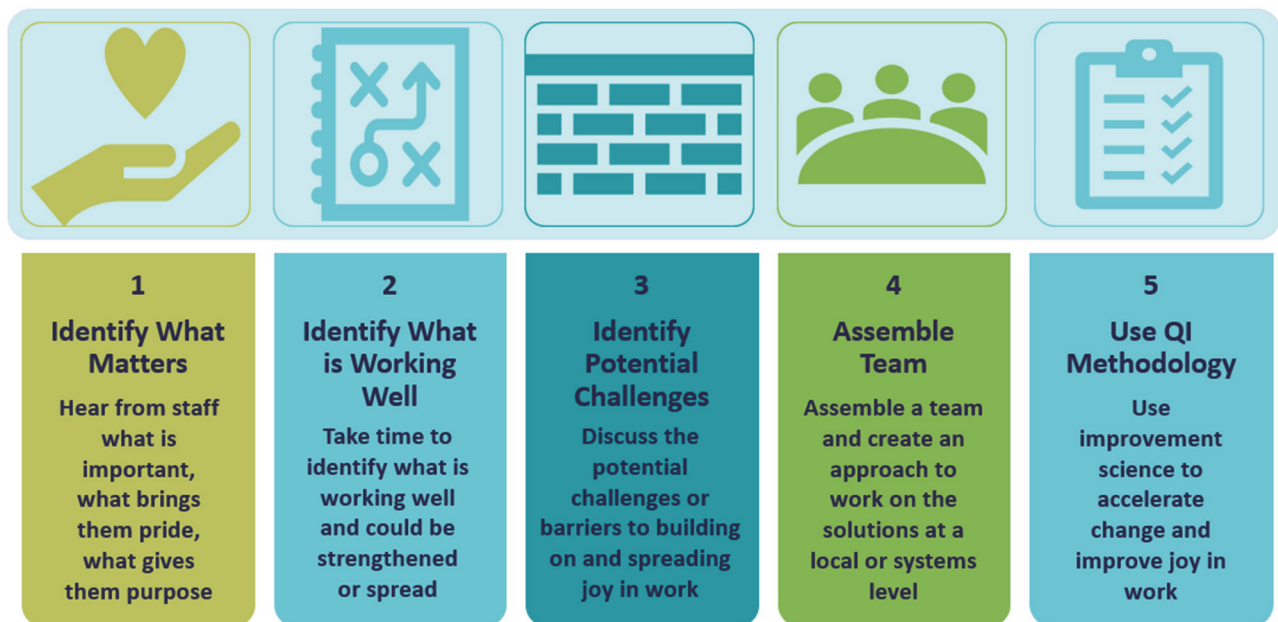 1
Identify What
Matters
Hear from staff
what is
important,
what brings
them pride,
what gives
them purpose
2
Identify What
is Working
Well
Take time to
identify what is
working well
and could be
strengthened
or spread
3
Identify
Potential
Challenges
Discuss the
potential
challenges or
barriers to building
on and spreading
joy in work
4
Assemble
Team
Assemble a team
and create an
approach to
work on the
solutions at a
local or systems
level
5
Use QI
Methodology
Use
improvement
science to
accelerate
change and
improve joy in
work